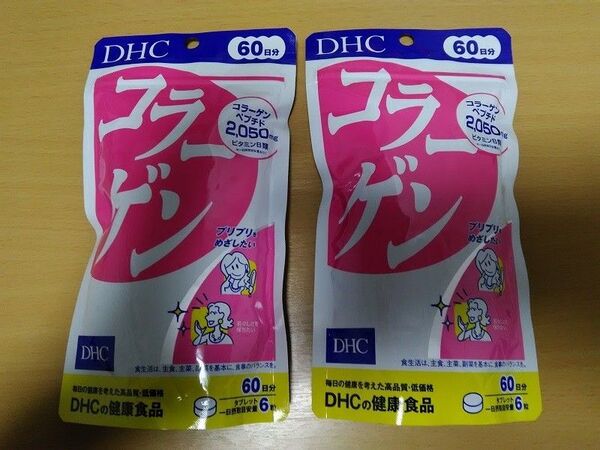 DHC
60日分
コラーゲン
コラーゲン
ペプチド
2,050mg
ビタミンB類
プリプリを
めざしたい
DHC
食生活は、主食、主菜、副菜を基本に、食事のバランスを。
毎日の健康を考えた高品質・低価格
DHCの健康食品
60日分
タブレット
一日摂取目安量 6粒
DHC
60日分
コラーゲン
コラーゲン
ペプチド
2,050mg
ビタミンB類
プリプリを
めざしたい
DHC
食生活は、主食、主菜、副菜を基本に、食事のバランスを。
毎日の健康を考えた高品質・低価格
DHCの健康食品
60日分
タブレット
一日摂取目安量 6粒